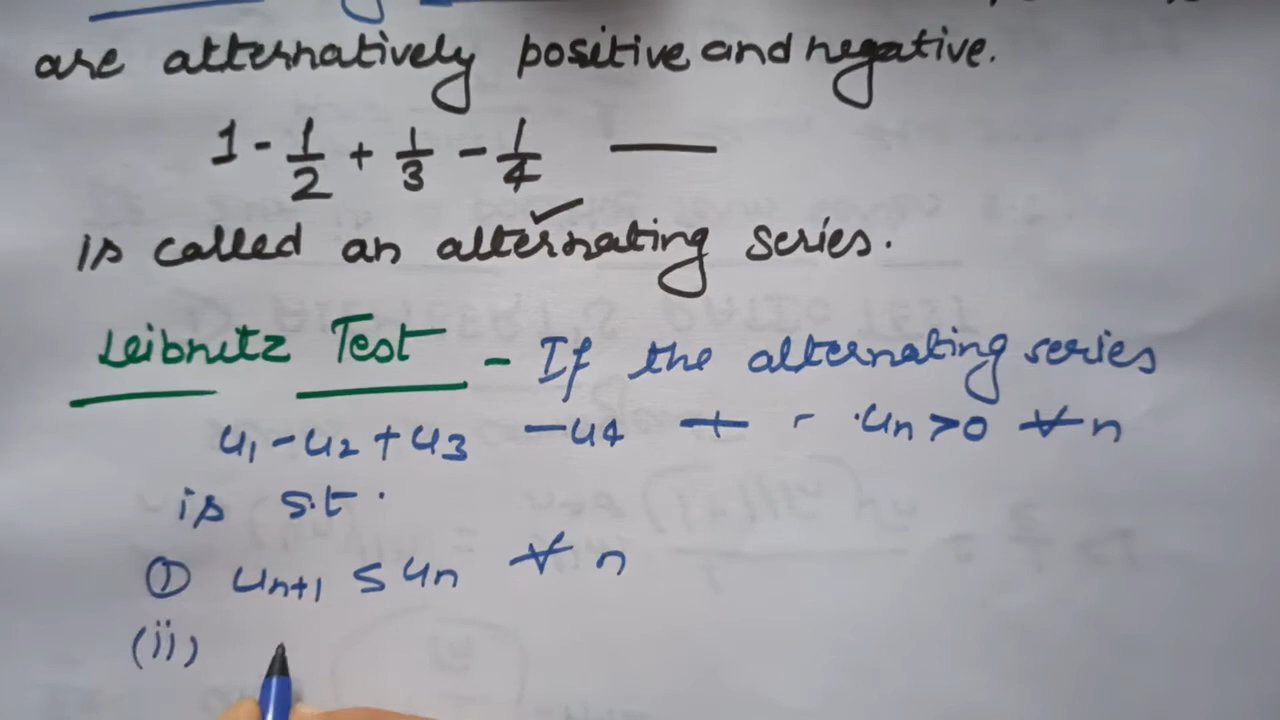 are alternatively positive and negative.
1 - 1/2 + 1/3 - 1/4 ——
is called an alternating series.
Leibnitz Test - If the alternating series
u1 - u2 + u3 - u4 + - · un > 0 ∀ n
is s.t ·
① un+1 ≤ un ∀ n
(ii)